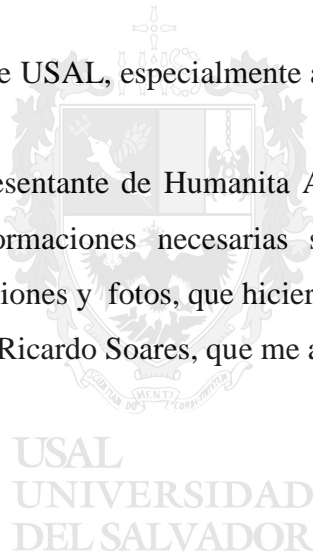 e USAL, especialmente a
esentante de Humanita A
ormaciones necesarias s
iones y fotos, que hicier
Ricardo Soares, que me a
USAL
UNIVERSIDAD
DEL SALVADOR